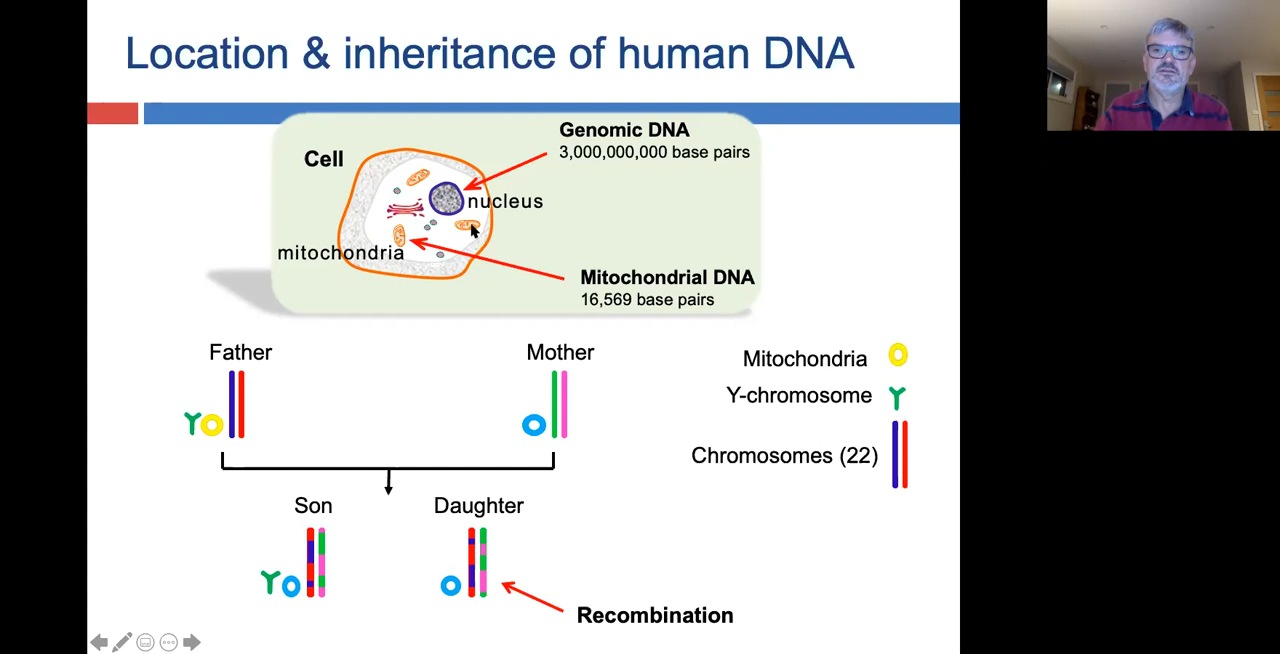 Location & inheritance of human DNA
Genomic DNA
3,000,000,000 base pairs
Cell
nucleus
mitochondria
Mitochondrial DNA
16,569 base pairs
Father
Mother
Mitochondria
Y-chromosome
Chromosomes (22)
Son
Daughter
Recombination